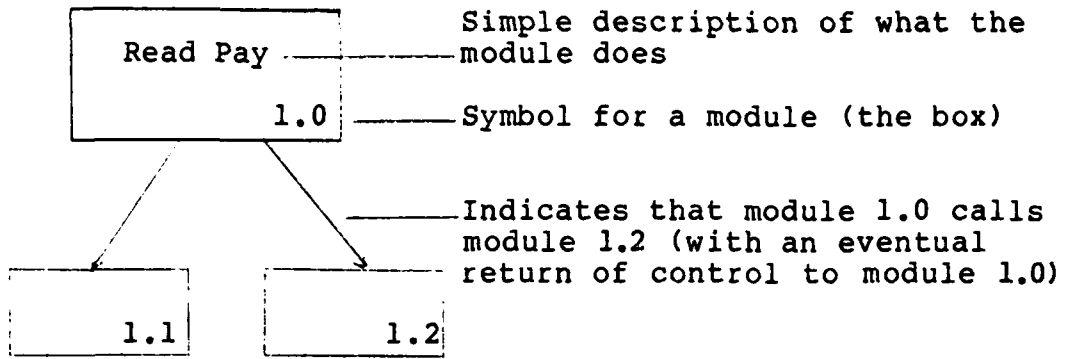 Simple description of what the
Read Pay module does
1.0 Symbol for a module (the box)
Indicates that module 1.0 calls
module 1.2 (with an eventual
return of control to module 1.0)
1.1 1.2